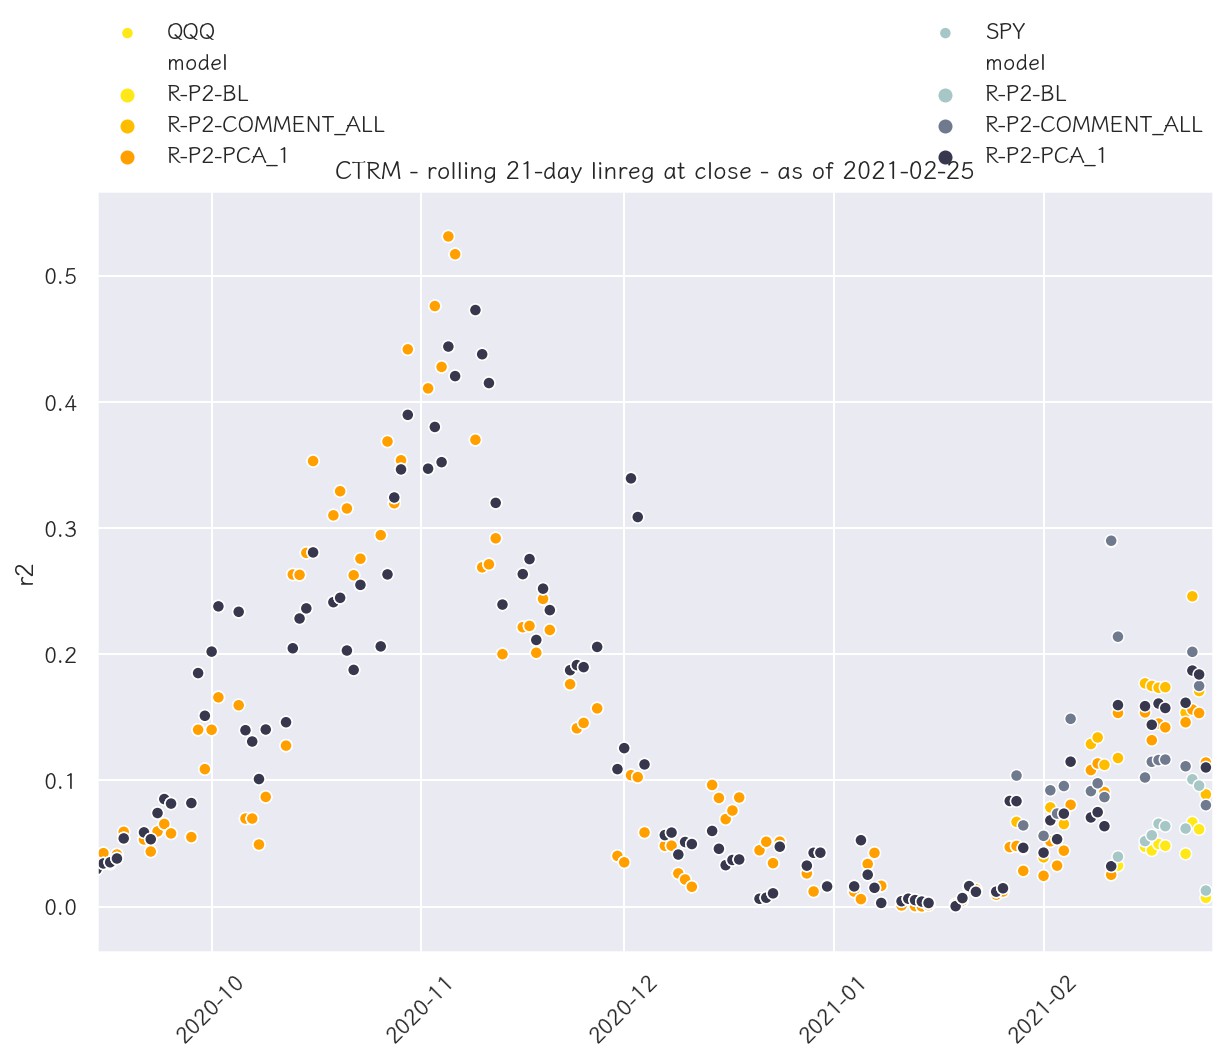 QQQ
model
R-P2-BL
R-P2-COMMENT_ALL
R-P2-PCA_1
SPY
model
R-P2-BL
R-P2-COMMENT_ALL
R-P2-PCA_1
CTRM - rolling 21-day linreg at close - as of 2021-02-25
r2
0.5
0.4
0.3
0.2
0.1
0.0
2020-10
2020-11
2020-12
2021-01
2021-02